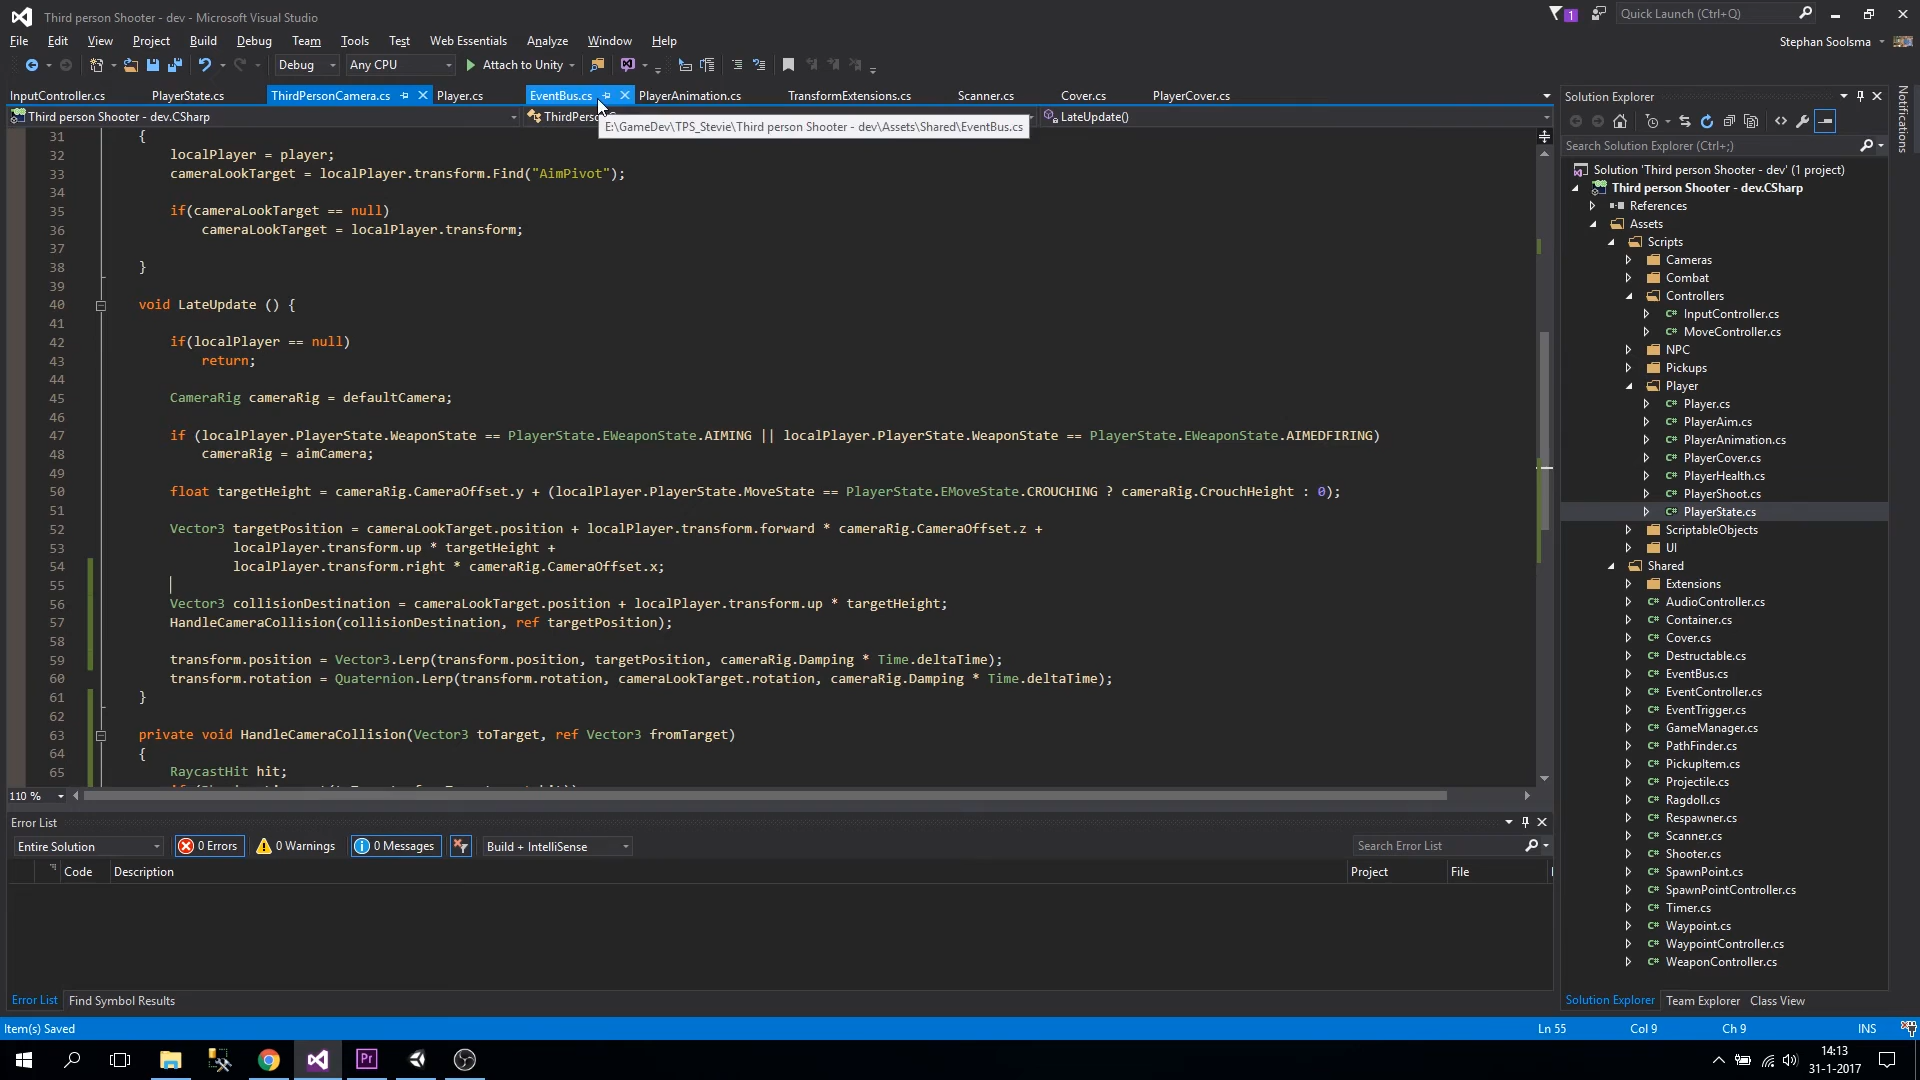 Third person Shooter - dev - Microsoft Visual Studio
1
Quick Launch (Ctrl+Q)
File Edit View Project Build Debug Team Tools Test Web Essentials Analyze Window Help
Stephan Soolsma
Debug Any CPU Attach to Unity
InputController.cs PlayerState.cs ThirdPersonCamera.cs Player.cs EventBus.cs PlayerAnimation.cs TransformExtensions.cs Scanner.cs Cover.cs PlayerCover.cs
Third person Shooter - dev.CSharp ThirdPersonC LateUpdate()
E:\GameDev\TPS_Stevie\Third person Shooter - dev\Assets\Shared\EventBus.cs
31 {
32 localPlayer = player;
33 cameraLookTarget = localPlayer.transform.Find("AimPivot");
34
35 if(cameraLookTarget == null)
36 cameraLookTarget = localPlayer.transform;
37
38 }
39
40 void LateUpdate () {
41
42 if(localPlayer == null)
43 return;
44
45 CameraRig cameraRig = defaultCamera;
46
47 if (localPlayer.PlayerState.WeaponState == PlayerState.EWeaponState.AIMING || localPlayer.PlayerState.WeaponState == PlayerState.EWeaponState.AIMEDFIRING)
48 cameraRig = aimCamera;
49
50 float targetHeight = cameraRig.CameraOffset.y + (localPlayer.PlayerState.MoveState == PlayerState.EMoveState.CROUCHING ? cameraRig.CrouchHeight : 0);
51
52 Vector3 targetPosition = cameraLookTarget.position + localPlayer.transform.forward * cameraRig.CameraOffset.z +
53 localPlayer.transform.up * targetHeight +
54 localPlayer.transform.right * cameraRig.CameraOffset.x;
55
56 Vector3 collisionDestination = cameraLookTarget.position + localPlayer.transform.up * targetHeight;
57 HandleCameraCollision(collisionDestination, ref targetPosition);
58
59 transform.position = Vector3.Lerp(transform.position, targetPosition, cameraRig.Damping * Time.deltaTime);
60 transform.rotation = Quaternion.Lerp(transform.rotation, cameraLookTarget.rotation, cameraRig.Damping * Time.deltaTime);
61 }
62
63 private void HandleCameraCollision(Vector3 toTarget, ref Vector3 fromTarget)
64 {
65 RaycastHit hit;
110 %
Error List
Entire Solution 0 Errors 0 Warnings 0 Messages Build + IntelliSense Search Error List
Code Description Project File
Error List Find Symbol Results
Solution Explorer
Search Solution Explorer (Ctrl+;)
Solution 'Third person Shooter - dev' (1 project)
Third person Shooter - dev.CSharp
References
Assets
Scripts
Cameras
Combat
Controllers
C# InputController.cs
C# MoveController.cs
NPC
Pickups
Player
C# Player.cs
C# PlayerAim.cs
C# PlayerAnimation.cs
C# PlayerCover.cs
C# PlayerHealth.cs
C# PlayerShoot.cs
C# PlayerState.cs
ScriptableObjects
UI
Shared
Extensions
C# AudioController.cs
C# Container.cs
C# Cover.cs
C# Destructable.cs
C# EventBus.cs
C# EventController.cs
C# EventTrigger.cs
C# GameManager.cs
C# PathFinder.cs
C# PickupItem.cs
C# Projectile.cs
C# Ragdoll.cs
C# Respawner.cs
C# Scanner.cs
C# Shooter.cs
C# SpawnPoint.cs
C# SpawnPointController.cs
C# Timer.cs
C# Waypoint.cs
C# WaypointController.cs
C# WeaponController.cs
Solution Explorer Team Explorer Class View
Notifications
Item(s) Saved Ln 55 Col 9 Ch 9 INS
Pr
14:13
31-1-2017